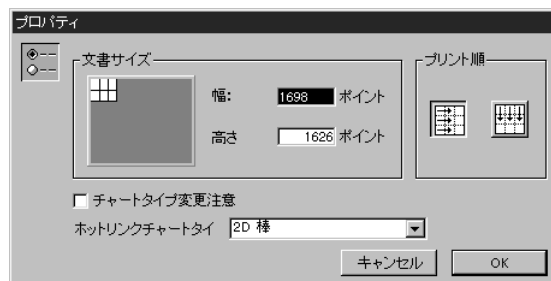 プロパティ
文書サイズ
幅: 1698 ポイント
高さ 1626 ポイント
プリント順
チャートタイプ変更注意
ホットリンクチャートタイ 2D 棒
キャンセル OK